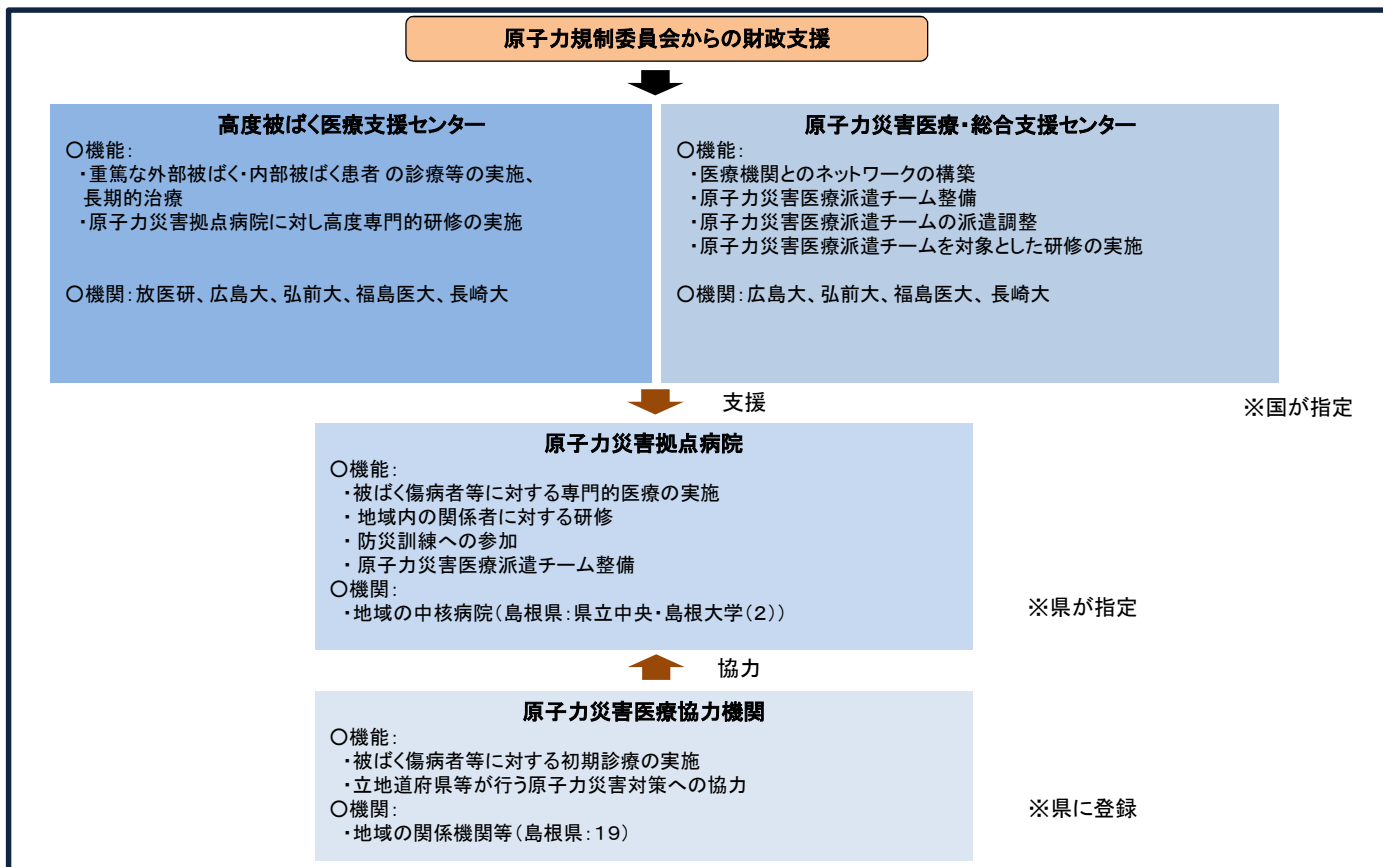 原子力規制委員会からの財政支援
高度被ばく医療支援センター
〇機能：
・重篤な外部被ばく・内部被ばく患者 の診療等の実施、
長期的治療
・原子力災害拠点病院に対し高度専門的研修の実施
〇機関：放医研、広島大、弘前大、福島医大、長崎大
原子力災害医療・総合支援センター
〇機能：
・医療機関とのネットワークの構築
・原子力災害医療派遣チーム整備
・原子力災害医療派遣チームの派遣調整
・原子力災害医療派遣チームを対象とした研修の実施
〇機関：広島大、弘前大、福島医大、 長崎大
支援
※国が指定
原子力災害拠点病院
〇機能：
・被ばく傷病者等に対する専門的医療の実施
・ 地域内の関係者に対する研修
・ 防災訓練への参加
・ 原子力災害医療派遣チーム整備
〇機関：
・地域の中核病院（島根県：県立中央・島根大学（２））
※県が指定
協力
原子力災害医療協力機関
〇機能：
・被ばく傷病者等に対する初期診療の実施
・立地道府県等が行う原子力災害対策への協力
〇機関：
・地域の関係機関等（島根県：１９）
※県に登録